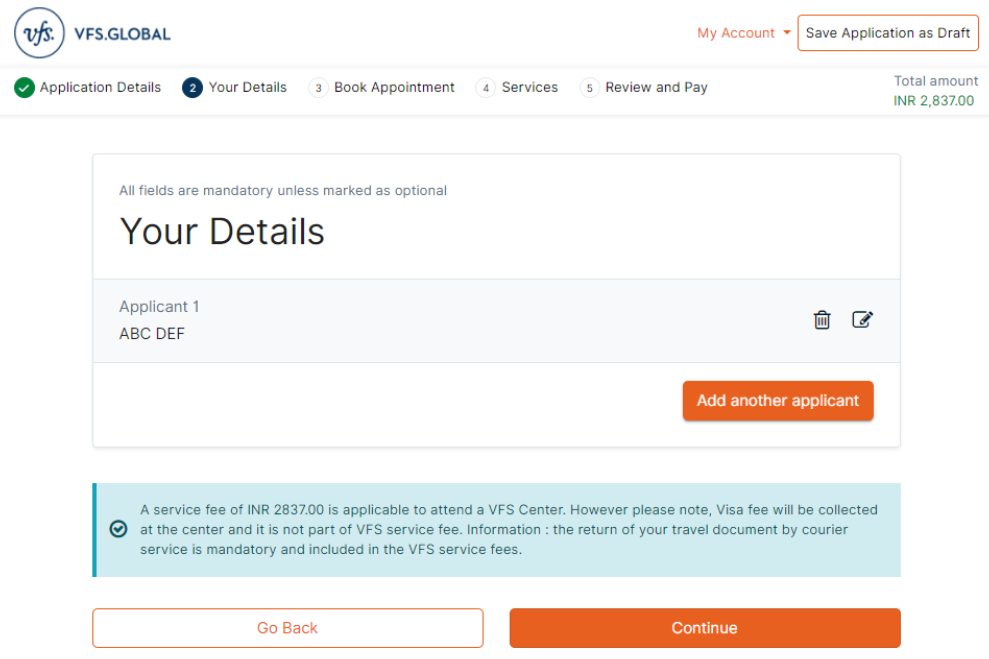 vfs. VFS.GLOBAL
My Account
Save Application as Draft
Application Details
2 Your Details
3 Book Appointment
4 Services
5 Review and Pay
Total amount
INR 2,837.00
All fields are mandatory unless marked as optional
Your Details
Applicant 1
ABC DEF
Add another applicant
A service fee of INR 2837.00 is applicable to attend a VFS Center. However please note, Visa fee will be collected
at the center and it is not part of VFS service fee. Information : the return of your travel document by courier
service is mandatory and included in the VFS service fees.
Go Back
Continue